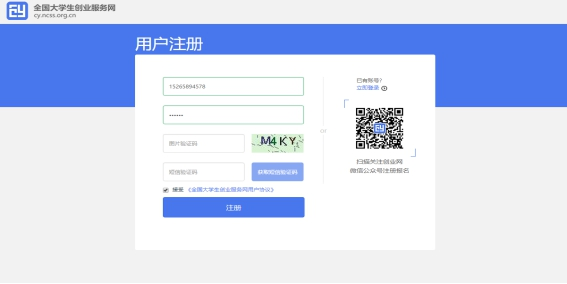 全国大学生创业服务网
cy.ncss.org.cn
用户注册
15265894578
••••••
图片验证码
M4KY
短信验证码
获取短信验证码
接受 《全国大学生创业服务网用户协议》
注册
or
已有账号?
立即登录
扫描关注创业网
微信公众号注册报名